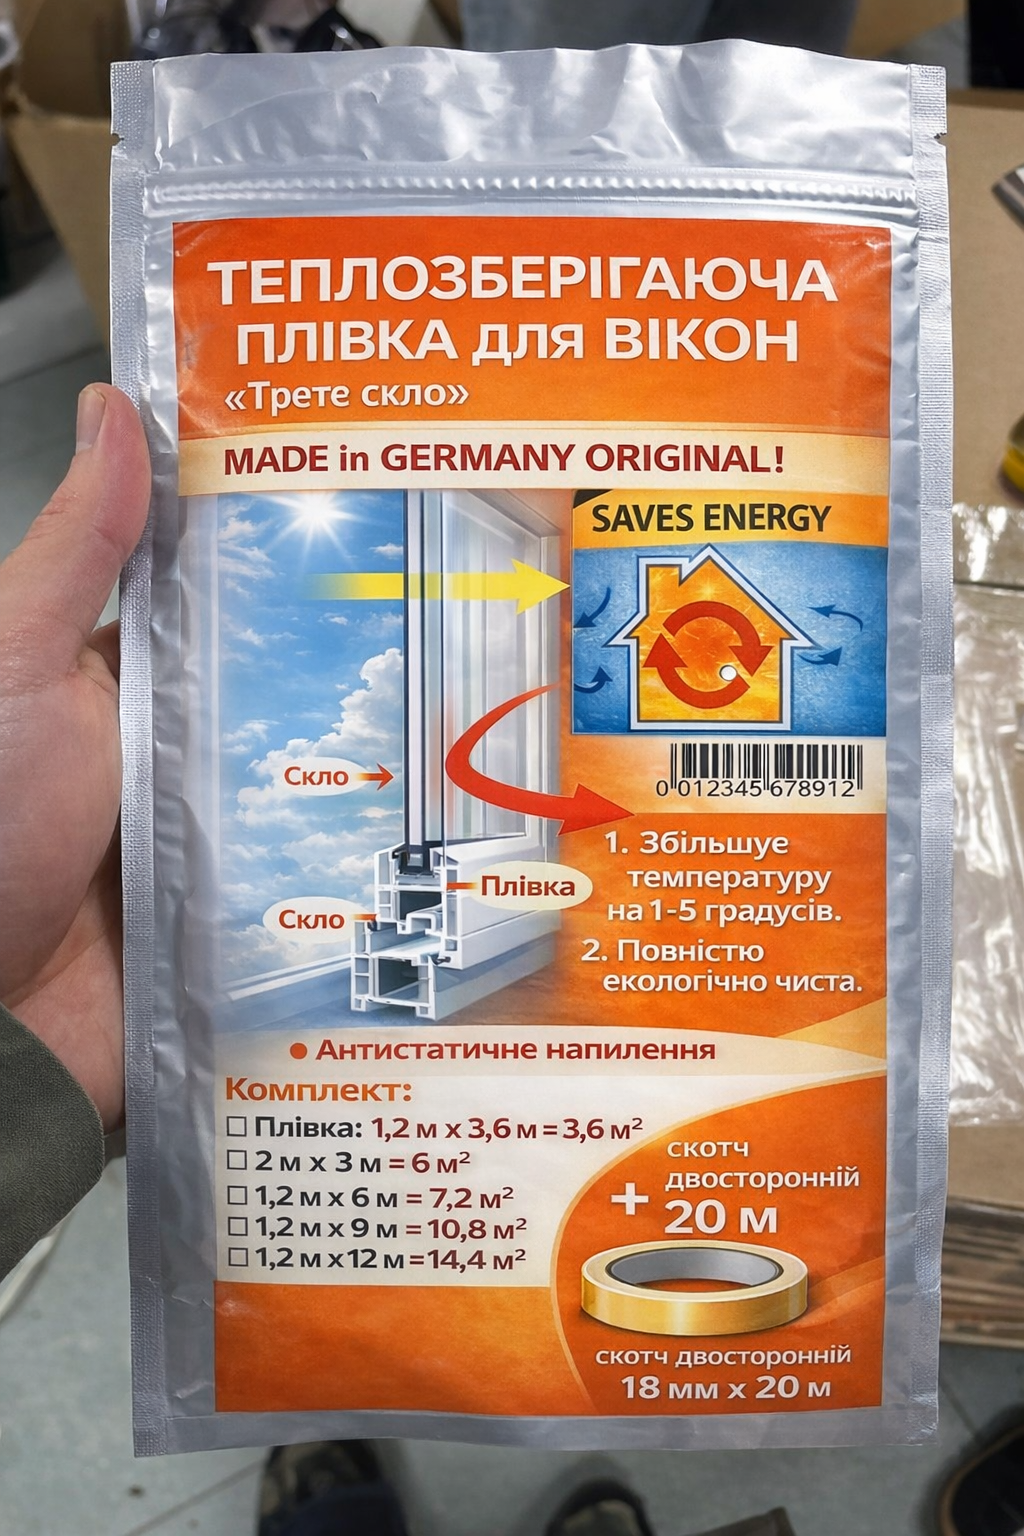 ТЕПЛОЗБЕРІГАЮЧА
ПЛІВКА для ВІКОН
«Трете скло»
MADE in GERMANY ORIGINAL!
SAVES ENERGY
Скло
Плівка
Скло
0 012345 678912
1. Збільшує
температуру
на 1-5 градусів.
2. Повністю
екологічно чиста.
• Антистатичне напилення
Комплект:
☐ Плівка: 1,2 м х 3,6 м = 3,6 м²
☐ 2 м х 3 м = 6 м²
☐ 1,2 м х 6 м = 7,2 м²
☐ 1,2 м х 9 м = 10,8 м²
☐ 1,2 м х 12 м = 14,4 м²
+ скотч
двосторонній
20 м
скотч двосторонній
18 мм х 20 м